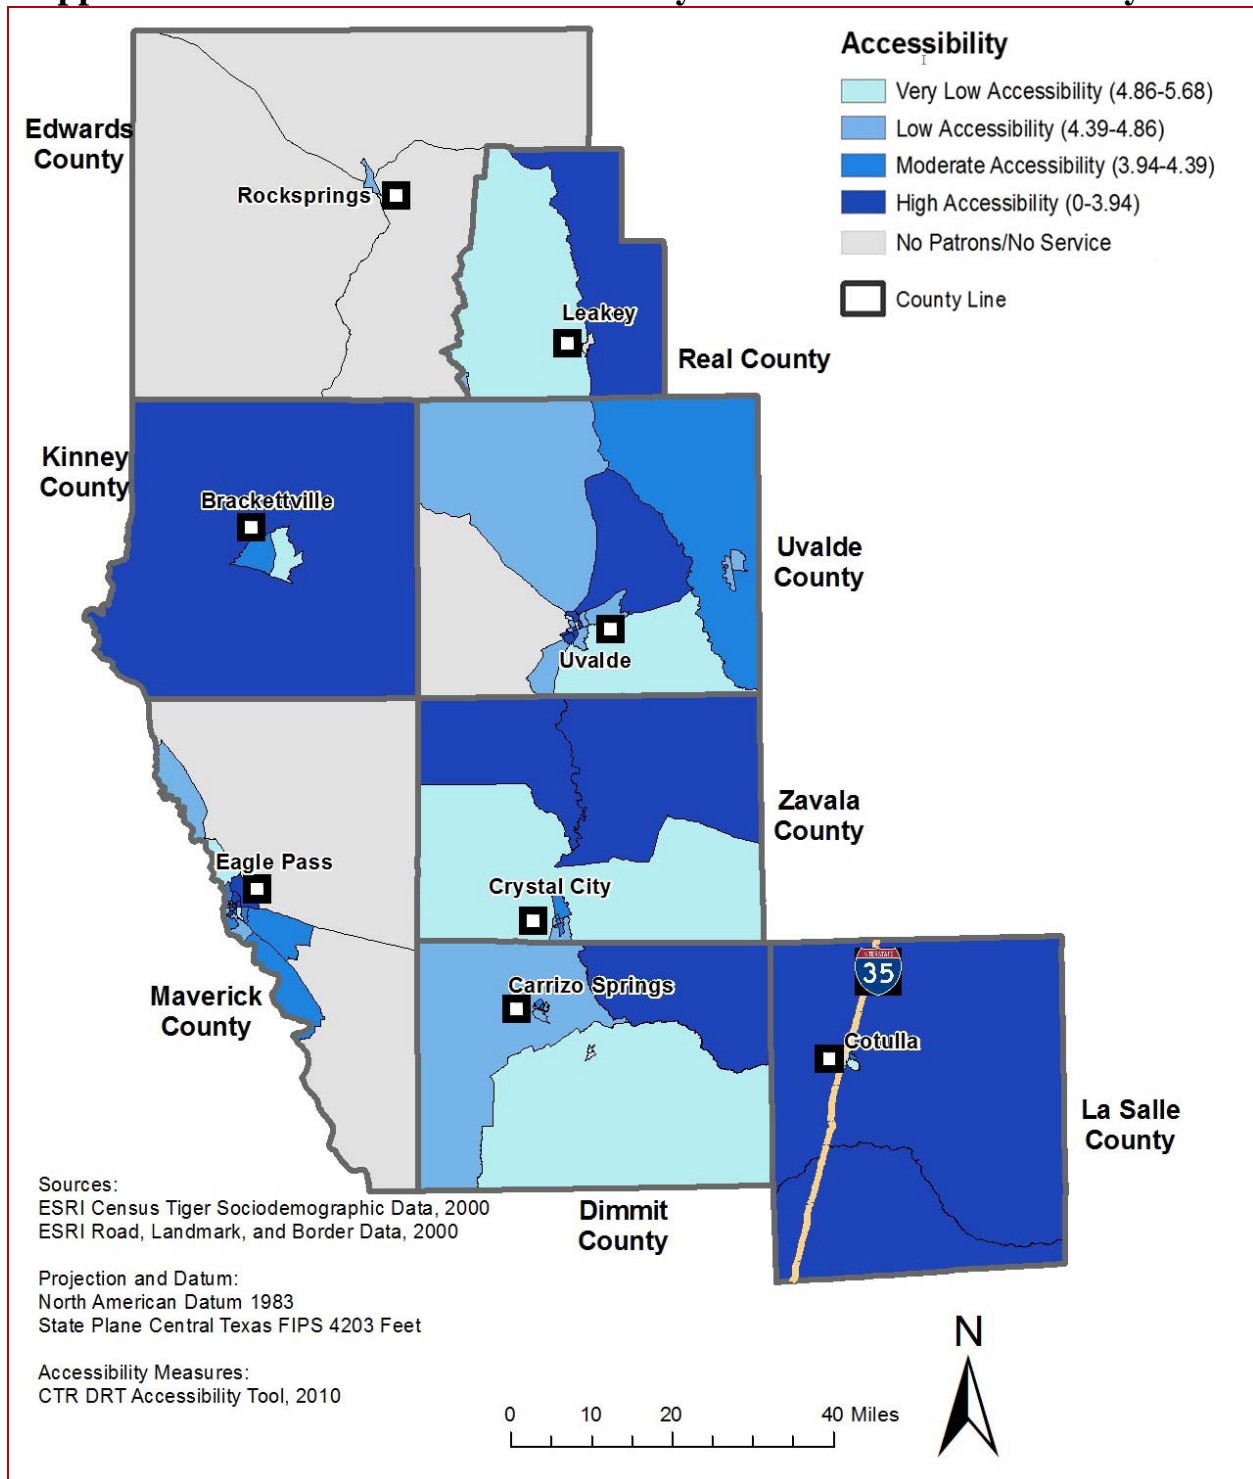 Accessibility
Very Low Accessibility (4.86-5.68)
Low Accessibility (4.39-4.86)
Moderate Accessibility (3.94-4.39)
High Accessibility (0-3.94)
No Patrons/No Service
County Line
Edwards
County
Rocksprings
Leakey
Real County
Kinney
County
Brackettville
Uvalde
County
Uvalde
Zavala
County
Eagle Pass
Crystal City
Maverick
County
Carrizo Springs
INTERSTATE
35
Cotulla
La Salle
County
Dimmit
County
Sources:
ESRI Census Tiger Sociodemographic Data, 2000
ESRI Road, Landmark, and Border Data, 2000
Projection and Datum:
North American Datum 1983
State Plane Central Texas FIPS 4203 Feet
Accessibility Measures:
CTR DRT Accessibility Tool, 2010
N
0 10 20 40 Miles